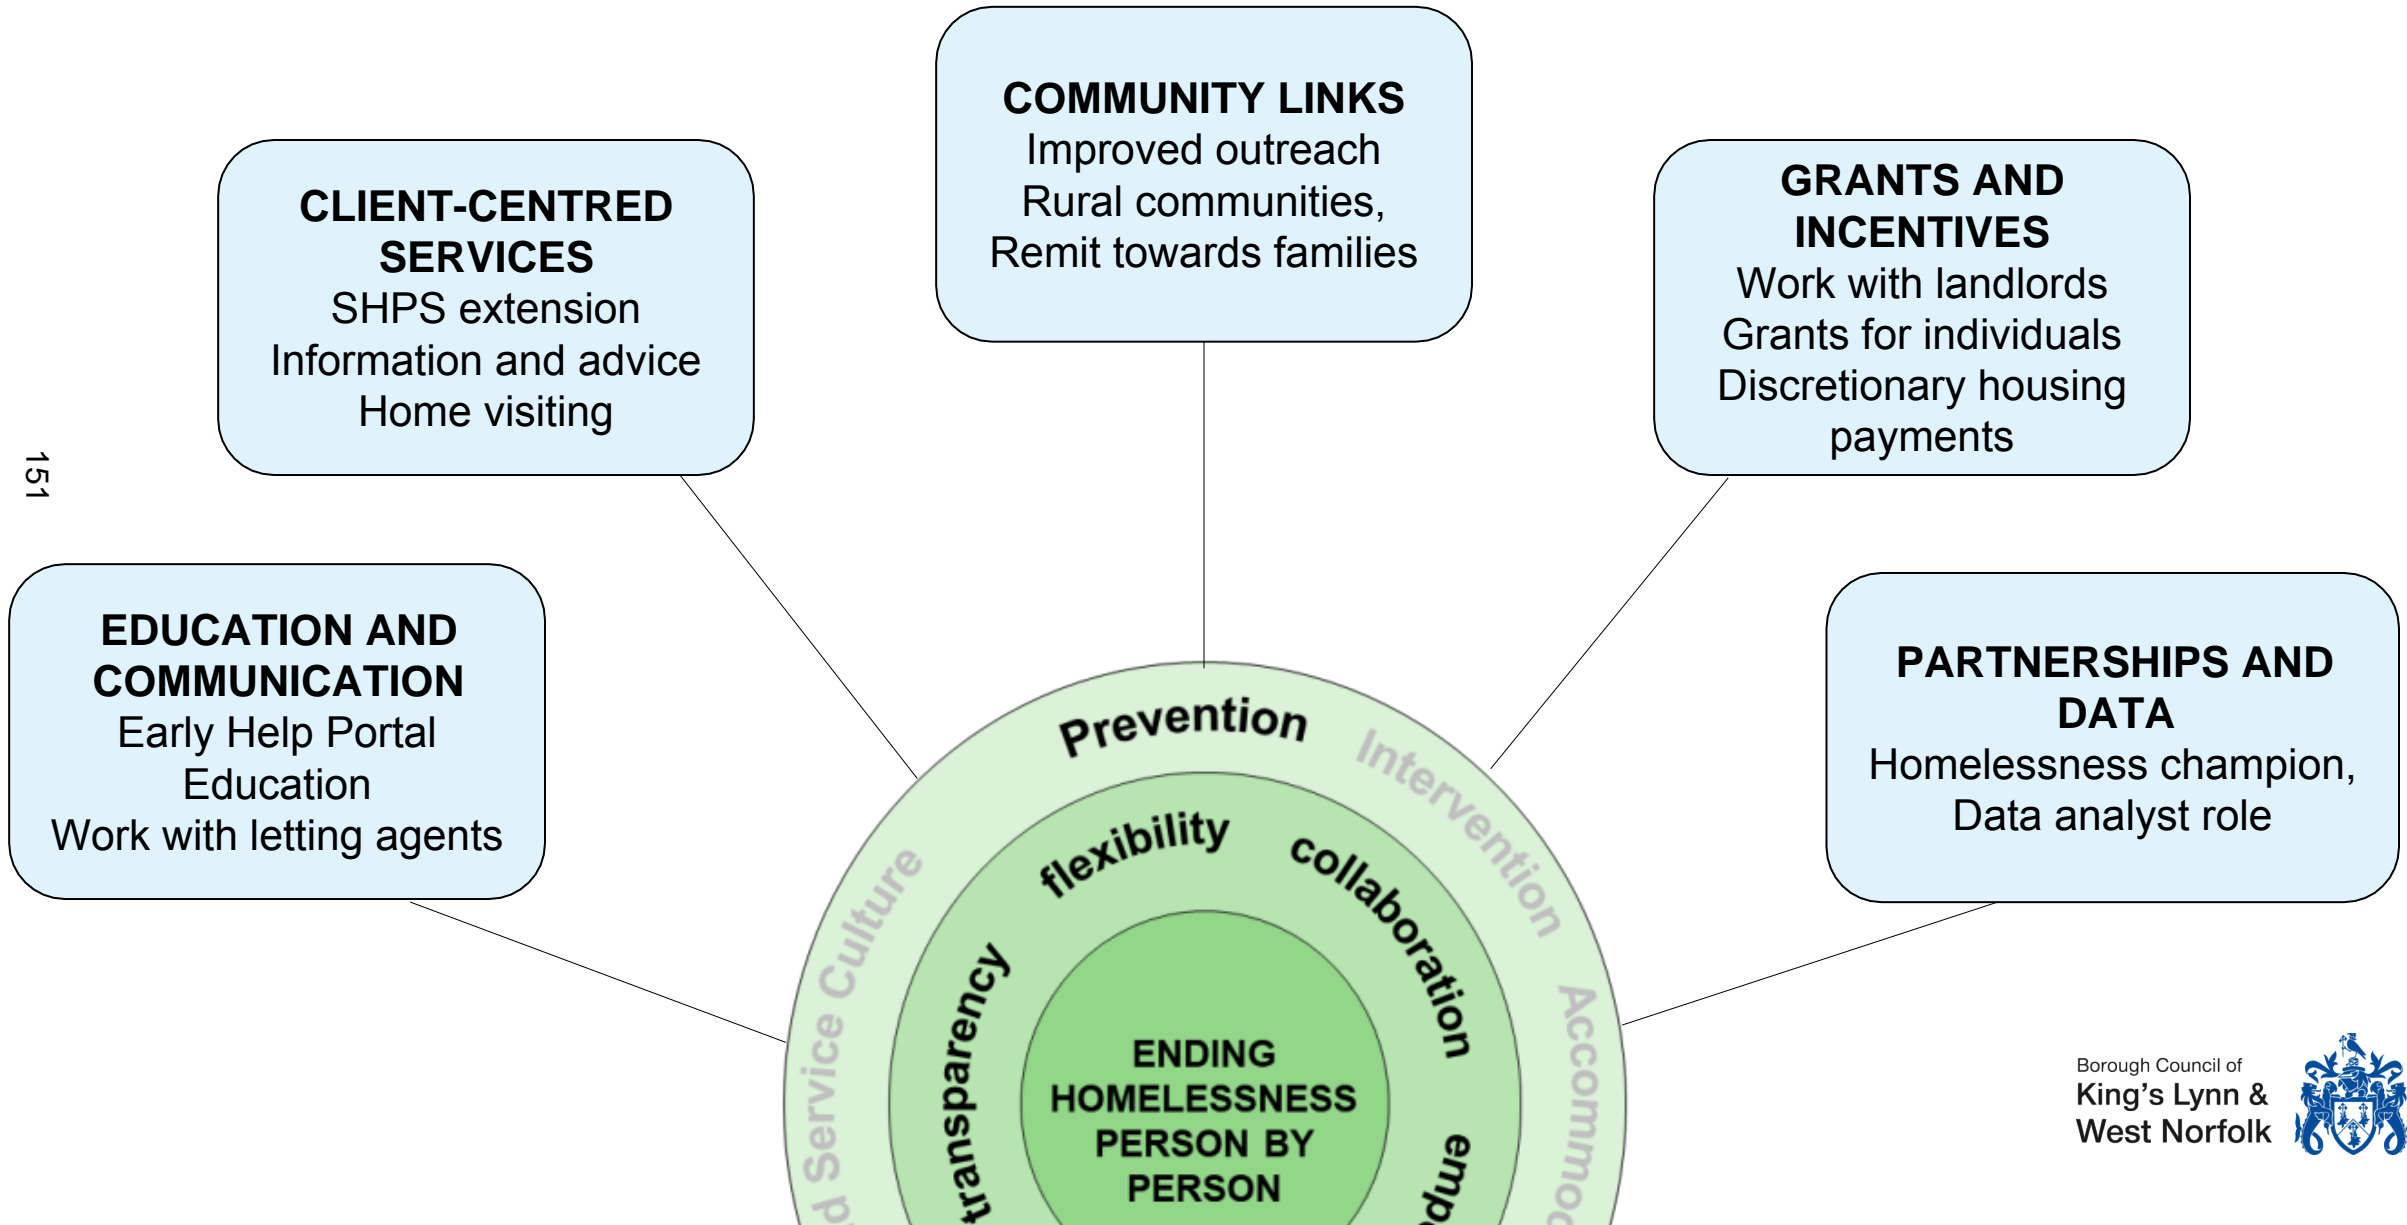 COMMUNITY LINKS
Improved outreach
Rural communities,
Remit towards families
CLIENT-CENTRED
SERVICES
SHPS extension
Information and advice
Home visiting
GRANTS AND
INCENTIVES
Work with landlords
Grants for individuals
Discretionary housing
payments
151
EDUCATION AND
COMMUNICATION
Early Help Portal
Education
Work with letting agents
PARTNERSHIPS AND
DATA
Homelessness champion,
Data analyst role
Prevention
Intervention
Service Culture
flexibility
collaboration
transparency
ENDING
HOMELESSNESS
PERSON BY
PERSON
Borough Council of
King's Lynn &
West Norfolk